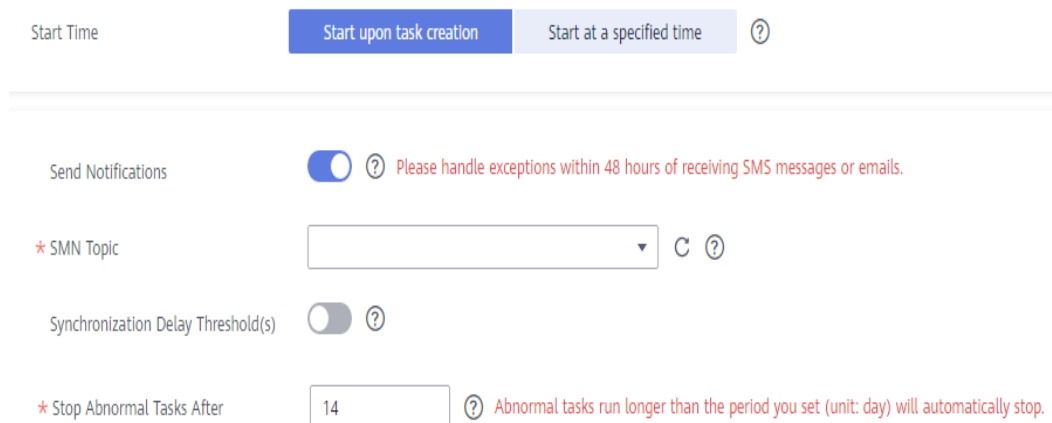 Start Time Start upon task creation Start at a specified time ?
Send Notifications ? Please handle exceptions within 48 hours of receiving SMS messages or emails.
* SMN Topic ?
Synchronization Delay Threshold(s) ?
* Stop Abnormal Tasks After 14 ? Abnormal tasks run longer than the period you set (unit: day) will automatically stop.